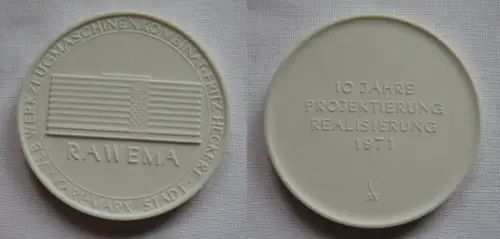 VEB WERKZEUGMASCHINENKOMBINAT "FRITZ HECKERT"
KARL-MARX-STADT
RAWEMA
10 JAHRE
PROJEKTIERUNG
REALISIERUNG
1971